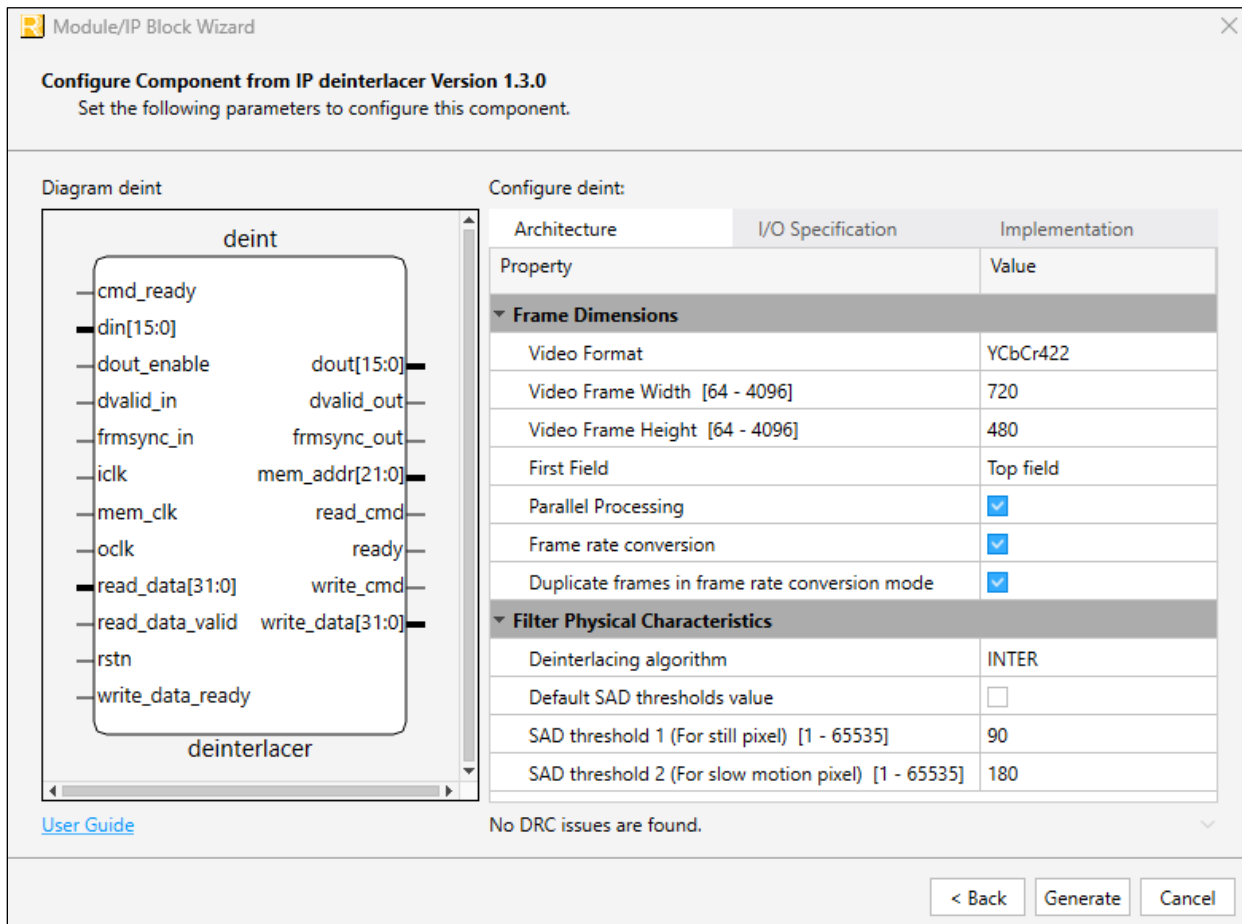 Module/IP Block Wizard
Configure Component from IP deinterlacer Version 1.3.0
Set the following parameters to configure this component.
Diagram deint
deint
cmd_ready
din[15:0]
dout_enable dout[15:0]
dvalid_in dvalid_out
frmsync_in frmsync_out
iclk mem_addr[21:0]
mem_clk read_cmd
oclk ready
read_data[31:0] write_cmd
read_data_valid write_data[31:0]
rstn
write_data_ready
deinterlacer
User Guide
Configure deint:
Architecture I/O Specification Implementation
Property Value
Frame Dimensions
Video Format YCbCr422
Video Frame Width [64 - 4096] 720
Video Frame Height [64 - 4096] 480
First Field Top field
Parallel Processing
Frame rate conversion
Duplicate frames in frame rate conversion mode
Filter Physical Characteristics
Deinterlacing algorithm INTER
Default SAD thresholds value
SAD threshold 1 (For still pixel) [1 - 65535] 90
SAD threshold 2 (For slow motion pixel) [1 - 65535] 180
No DRC issues are found.
< Back Generate Cancel